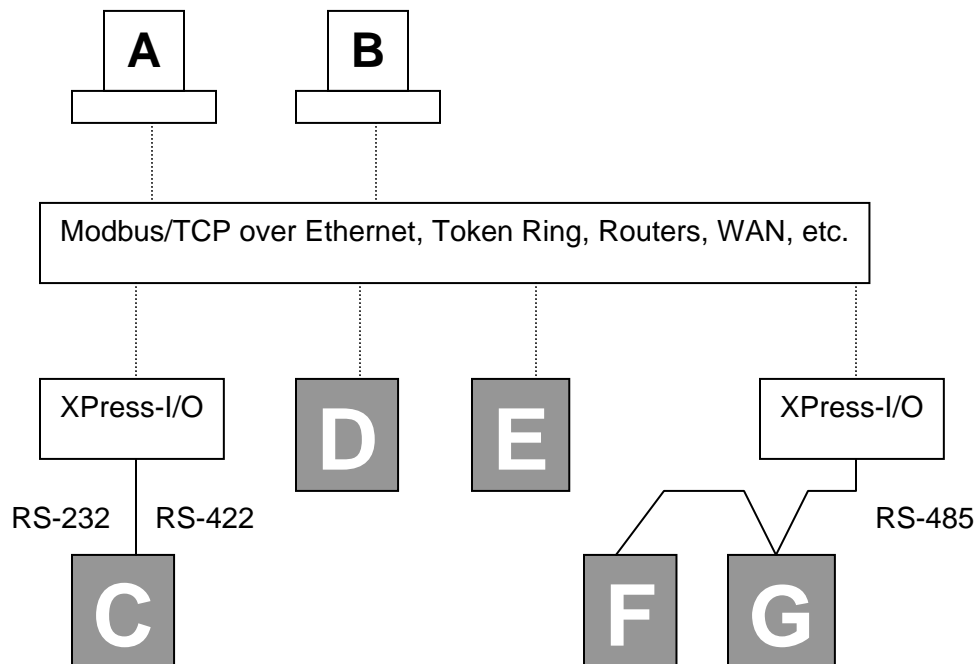 A B
Modbus/TCP over Ethernet, Token Ring, Routers, WAN, etc.
XPress-I/O D E XPress-I/O
RS-232 RS-422 RS-485
C F G